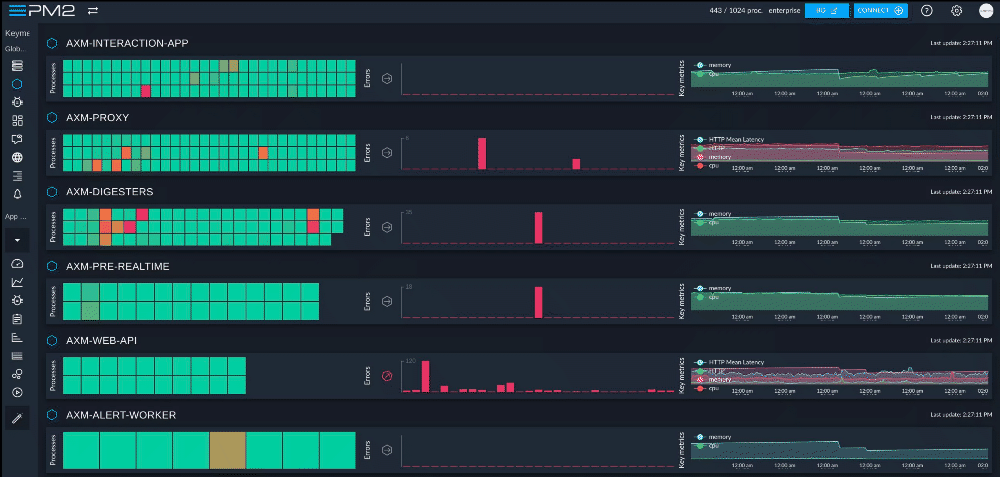 PM2
443 / 1024 proc. enterprise
CONNECT
Keyme
Glob...
App ...
AXM-INTERACTION-APP
Last update: 2:27:11 PM
Processes
Errors
Key metrics
memory
cpu
12:00 am 12:00 am 12:00 am 12:00 am 12:00 am 02:0
AXM-PROXY
Last update: 2:27:11 PM
Processes
Errors
Key metrics
HTTP Mean Latency
HTTP
memory
cpu
12:00 am 12:00 am 12:00 am 12:00 am 12:00 am 02:0
AXM-DIGESTERS
Last update: 2:27:11 PM
Processes
Errors
35
Key metrics
memory
cpu
12:00 am 12:00 am 12:00 am 12:00 am 12:00 am 02:0
AXM-PRE-REALTIME
Last update: 2:27:11 PM
Processes
Errors
18
Key metrics
memory
cpu
12:00 am 12:00 am 12:00 am 12:00 am 12:00 am 02:0
AXM-WEB-API
Last update: 2:27:11 PM
Processes
Errors
120
Key metrics
HTTP Mean Latency
HTTP
memory
cpu
12:00 am 12:00 am 12:00 am 12:00 am 12:00 am 02:0
AXM-ALERT-WORKER
Last update: 2:27:11 PM
Processes
Errors
Key metrics
memory
cpu
12:00 am 12:00 am 12:00 am 12:00 am 12:00 am 02:0